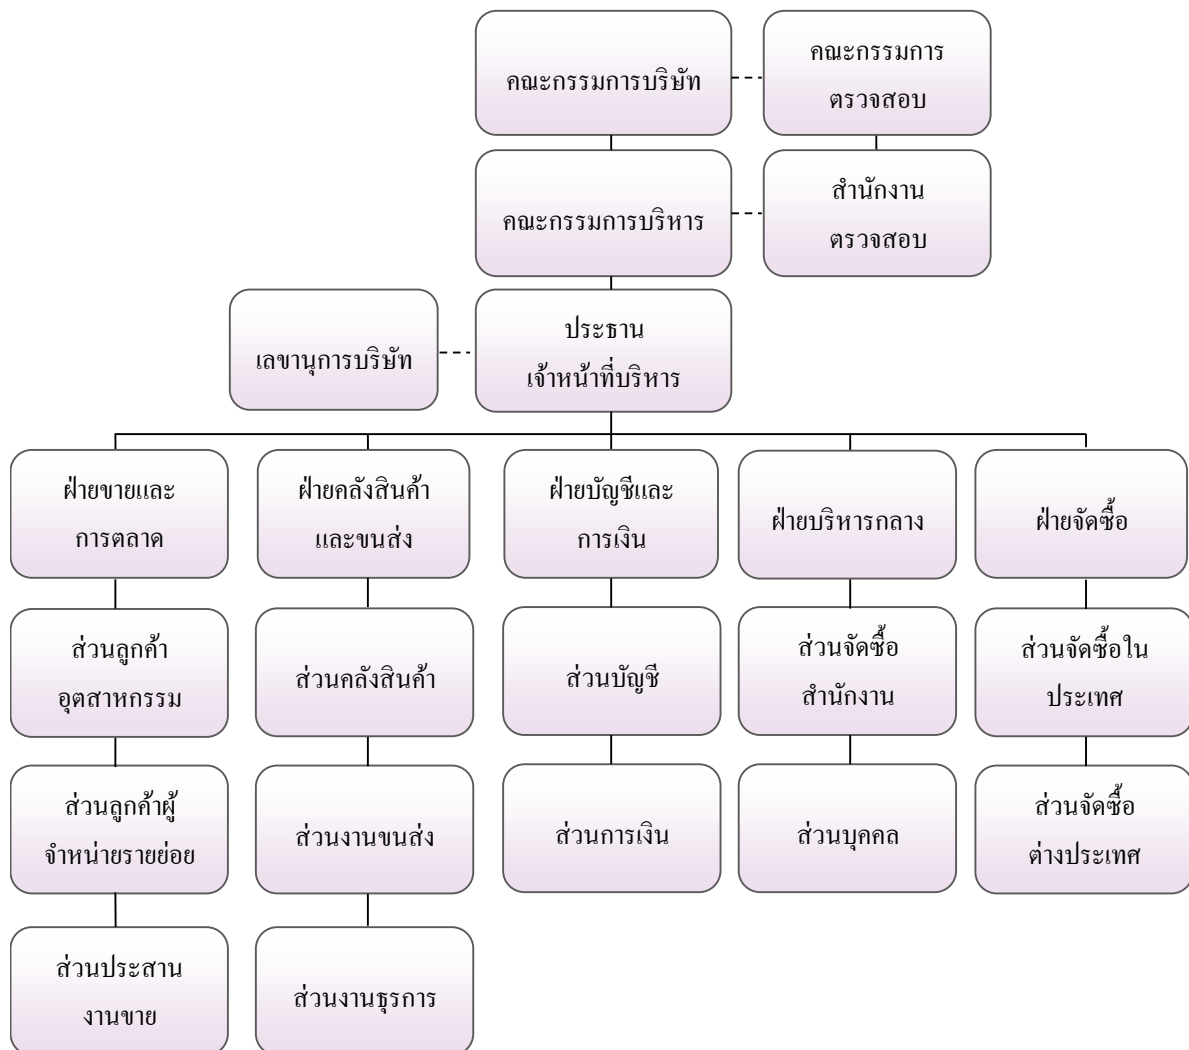 คณะกรรมการบริษัท
คณะกรรมการ
ตรวจสอบ
คณะกรรมการบริหาร
สำนักงาน
ตรวจสอบ
เลขานุการบริษัท
ประธาน
เจ้าหน้าที่บริหาร
ฝ่ายขายและ
การตลาด
ฝ่ายคลังสินค้า
และขนส่ง
ฝ่ายบัญชีและ
การเงิน
ฝ่ายบริหารกลาง
ฝ่ายจัดซื้อ
ส่วนลูกค้า
อุตสาหกรรม
ส่วนคลังสินค้า
ส่วนบัญชี
ส่วนจัดซื้อ
สำนักงาน
ส่วนจัดซื้อใน
ประเทศ
ส่วนลูกค้าผู้
จำหน่ายรายย่อย
ส่วนงานขนส่ง
ส่วนการเงิน
ส่วนบุคคล
ส่วนจัดซื้อ
ต่างประเทศ
ส่วนประสาน
งานขาย
ส่วนงานธุรการ